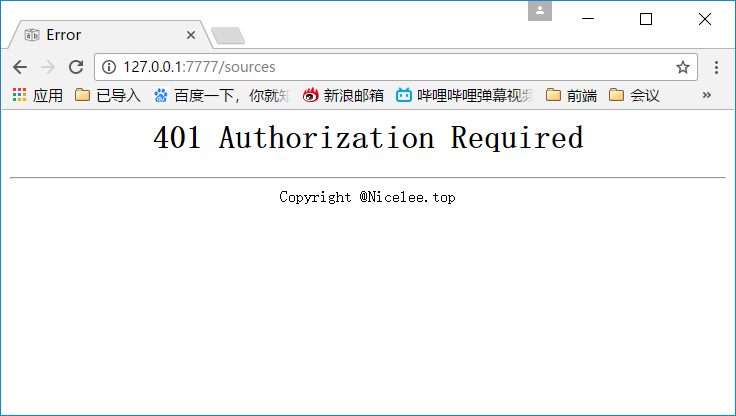 Error
127.0.0.1:7777/sources
应用 已导入 百度一下，你就知 新浪邮箱 哔哩哔哩弹幕视频 前端 会议 »
401 Authorization Required
Copyright @Nicelee.top